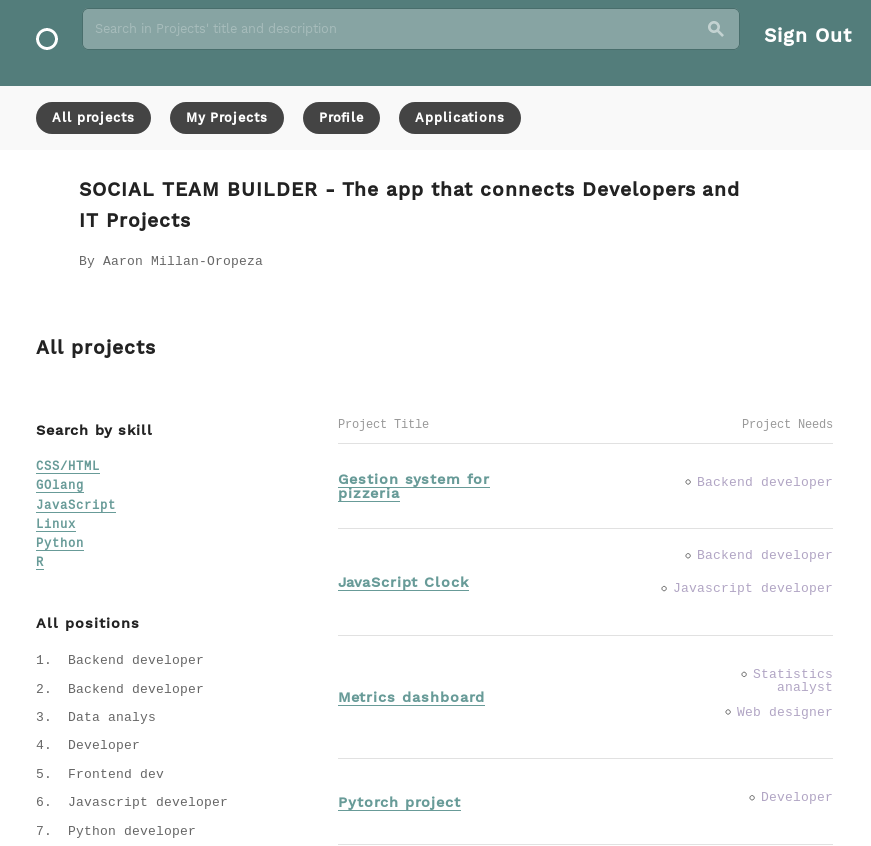 Search in Projects' title and description
Sign Out
All projects
My Projects
Profile
Applications
SOCIAL TEAM BUILDER - The app that connects Developers and
IT Projects
By Aaron Millan-Oropeza
All projects
Search by skill
CSS/HTML
GOlang
JavaScript
Linux
Python
R
All positions
1. Backend developer
2. Backend developer
3. Data analys
4. Developer
5. Frontend dev
6. Javascript developer
7. Python developer
Project Title
Project Needs
Gestion system for
pizzeria
Backend developer
JavaScript Clock
Backend developer
Javascript developer
Metrics dashboard
Statistics
analyst
Web designer
Pytorch project
Developer